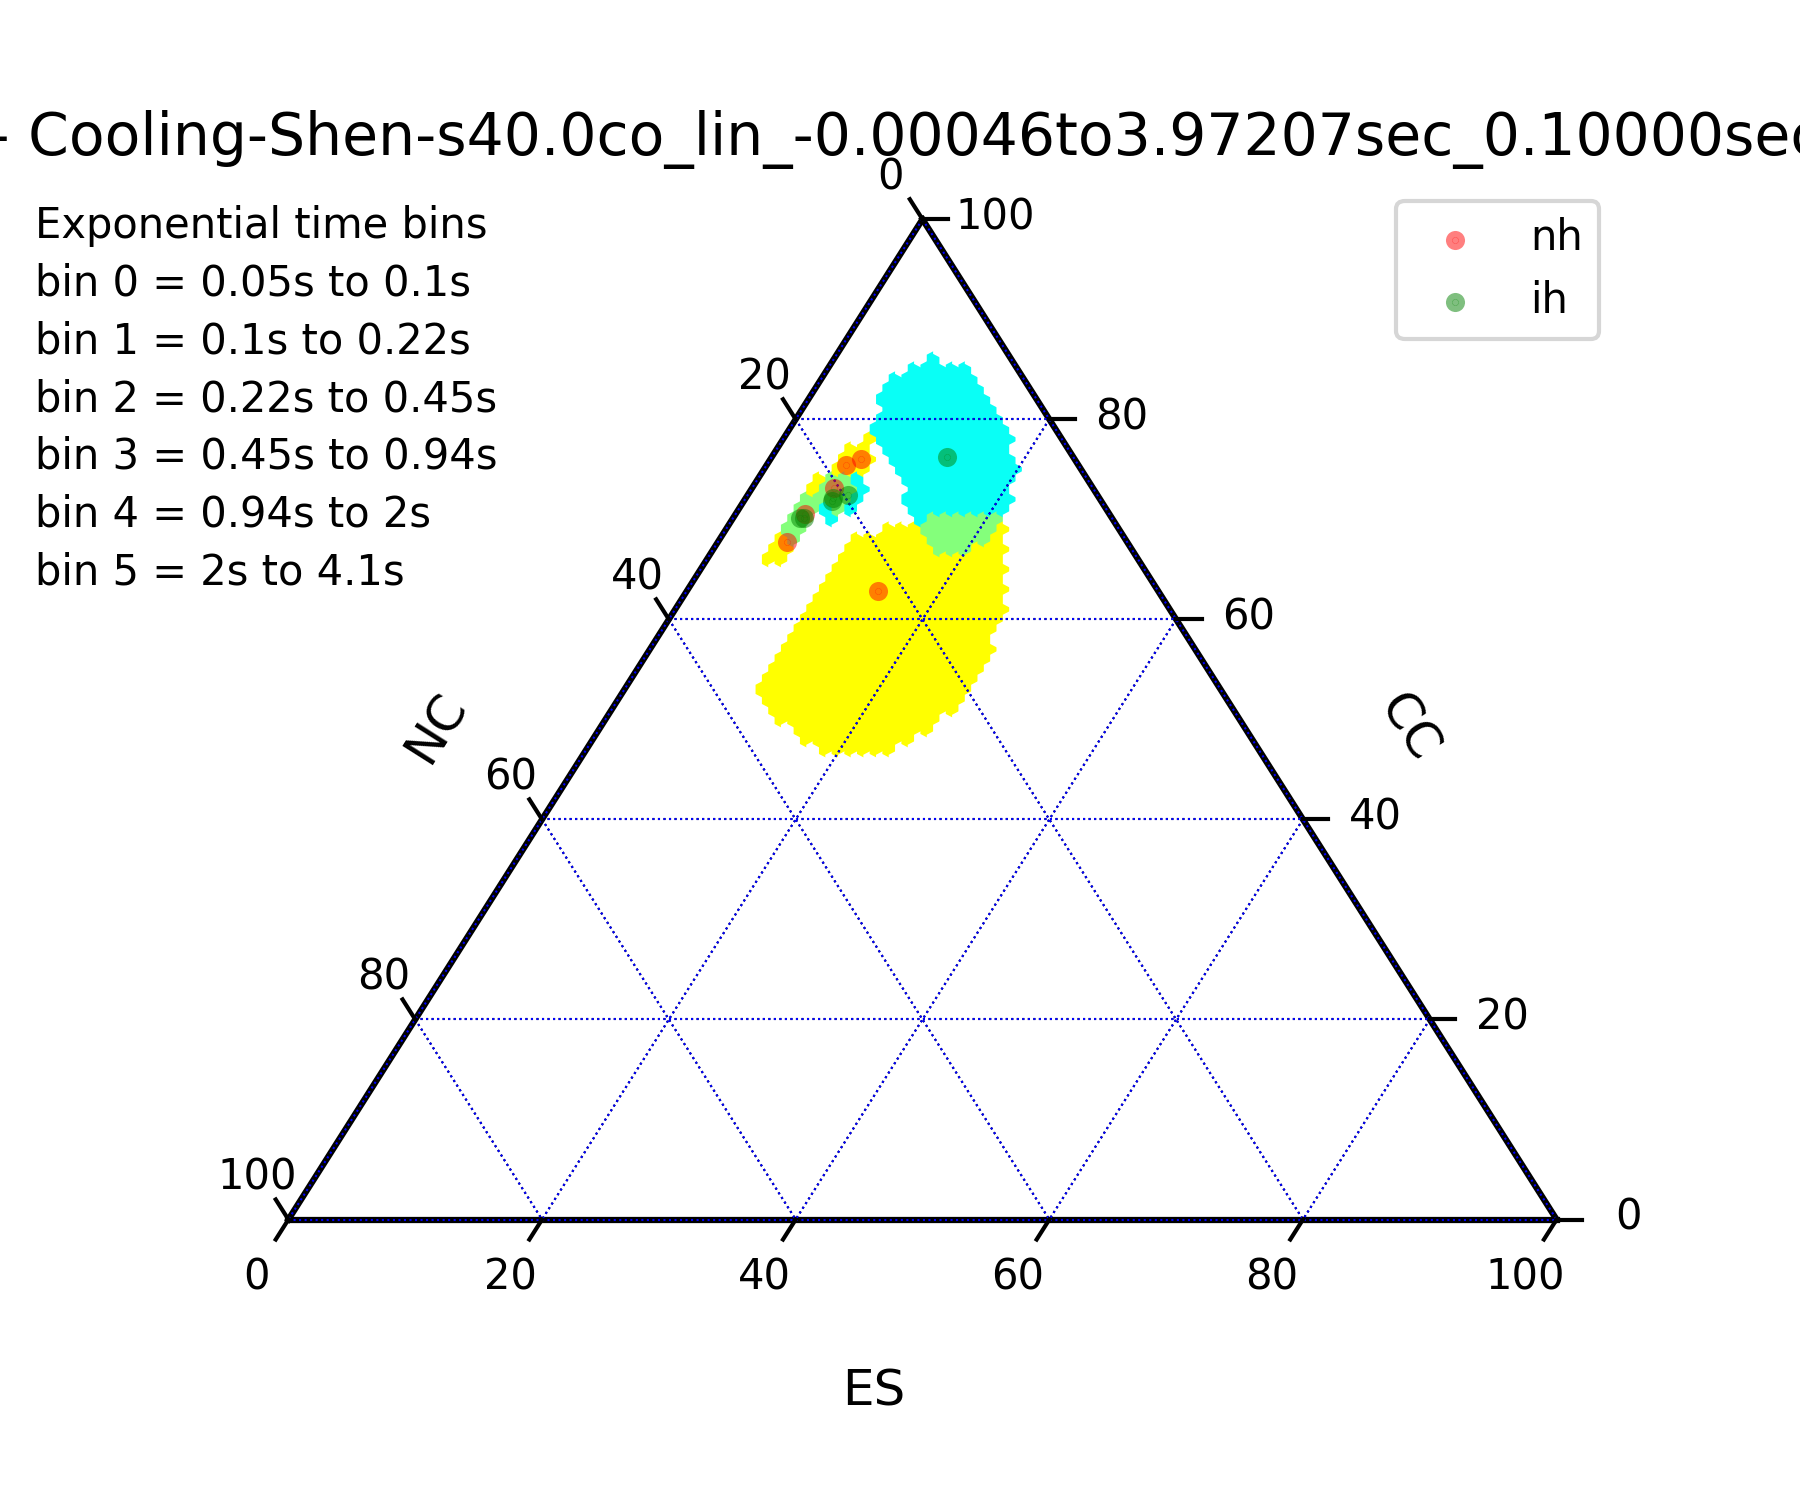 - Cooling-Shen-s40.0co_lin_-0.00046to3.97207sec_0.10000sec
Exponential time bins
bin 0 = 0.05s to 0.1s
bin 1 = 0.1s to 0.22s
bin 2 = 0.22s to 0.45s
bin 3 = 0.45s to 0.94s
bin 4 = 0.94s to 2s
bin 5 = 2s to 4.1s
nh
ih
0
100
20
80
40
60
NC
CC
60
40
80
20
100
0
0
20
40
60
80
100
ES